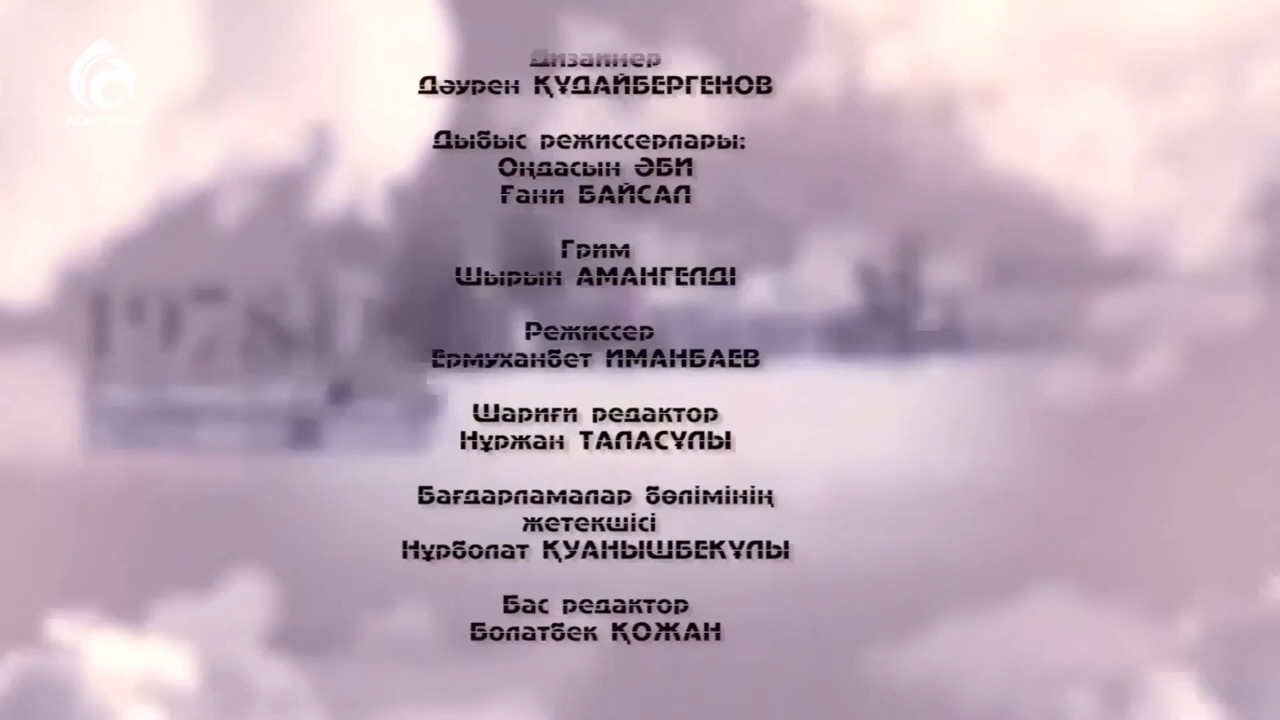 Дизайнер
Дәурен ҚҰДАЙБЕРГЕНОВ
Дыбыс режиссерлары:
Оңдасын ӘБИ
Ғани БАЙСАЛ
Грим
Шырын АМАНГЕЛДІ
Режиссер
Ермуханбет ИМАНБАЕВ
Шариғи редактор
Нұржан ТАЛАСҰЛЫ
Бағдарламалар бөлімінің
жетекшісі
Нұрболат ҚУАНЫШБЕКҰЛЫ
Бас редактор
Болатбек ҚОЖАН